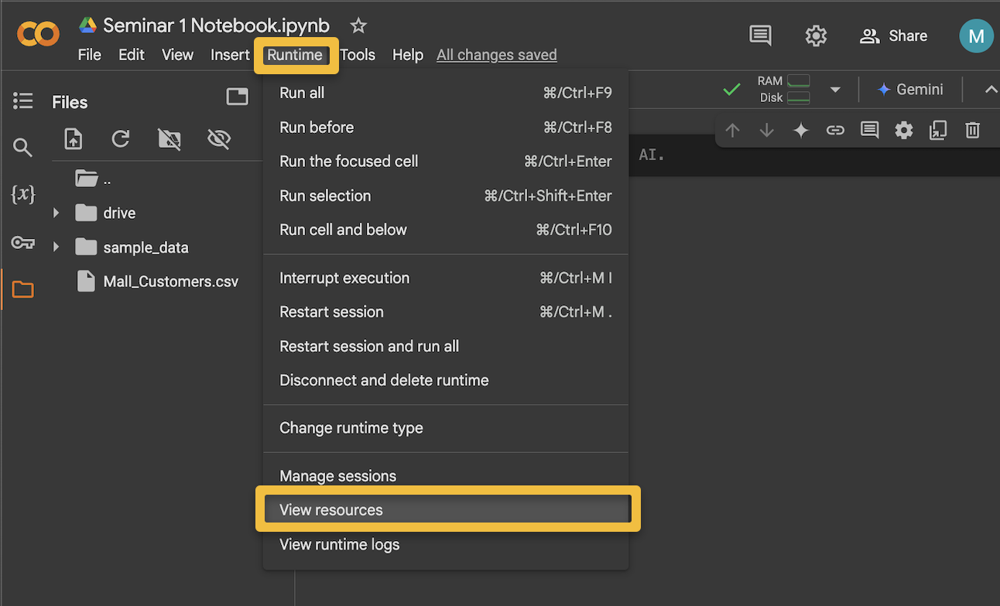 Seminar 1 Notebook.ipynb
File Edit View Insert Runtime Tools Help All changes saved
Share
M
RAM
Disk
Gemini
Files
{x}
..
drive
sample_data
Mall_Customers.csv
Run all ⌘/Ctrl+F9
Run before ⌘/Ctrl+F8
Run the focused cell ⌘/Ctrl+Enter
Run selection ⌘/Ctrl+Shift+Enter
Run cell and below ⌘/Ctrl+F10
Interrupt execution ⌘/Ctrl+M I
Restart session ⌘/Ctrl+M .
Restart session and run all
Disconnect and delete runtime
Change runtime type
Manage sessions
View resources
View runtime logs
AI.